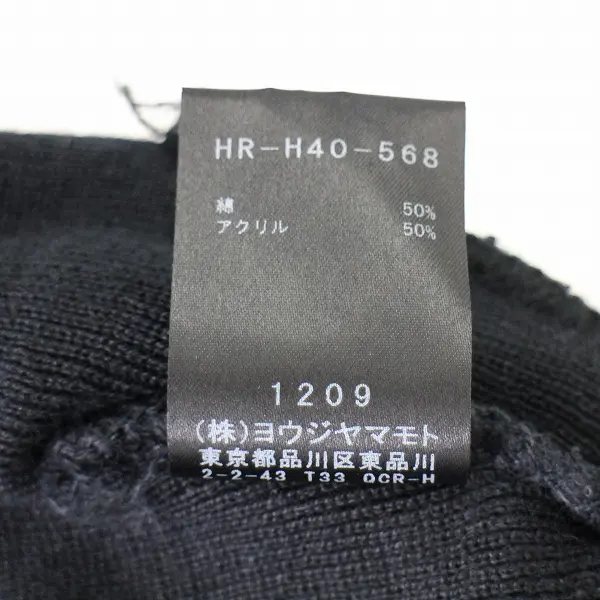 HR-H40-568
綿 50%
アクリル 50%
1209
(株)ヨウジヤマモト
東京都品川区東品川
2-2-43 T33 QCR-H